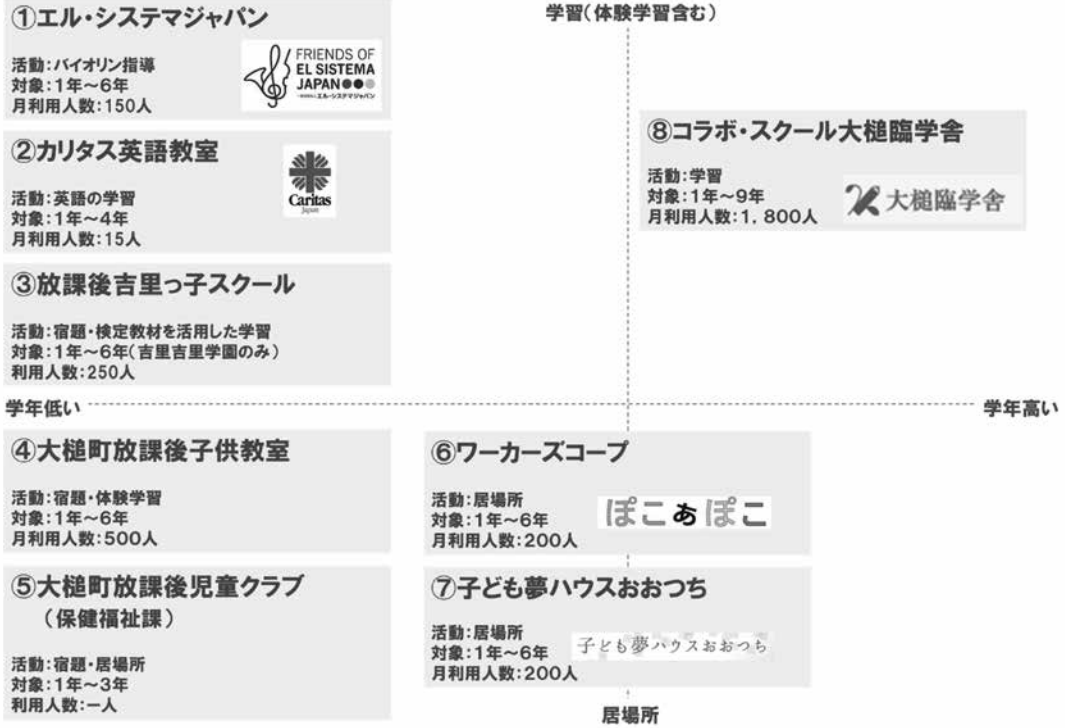 学習(体験学習含む)
①エル・システマジャパン
活動:バイオリン指導
対象:1年～6年
月利用人数:150人
FRIENDS OF
EL SISTEMA
JAPAN
一般社団法人エル・システマジャパン
②カリタス英語教室
活動:英語の学習
対象:1年～4年
月利用人数:15人
Caritas
Japan
③放課後吉里っ子スクール
活動:宿題・検定教材を活用した学習
対象:1年～6年(吉里吉里学園のみ)
利用人数:250人
⑧コラボ・スクール大槌臨学舎
活動:学習
対象:1年～9年
月利用人数:1,800人
大槌臨学舎
学年低い
学年高い
④大槌町放課後子供教室
活動:宿題・体験学習
対象:1年～6年
月利用人数:500人
⑤大槌町放課後児童クラブ
(保健福祉課)
活動:宿題・居場所
対象:1年～3年
利用人数:ー人
⑥ワーカーズコープ
活動:居場所
対象:1年～6年
月利用人数:200人
ぽこぁぽこ
⑦子ども夢ハウスおおつち
活動:居場所
対象:1年～6年
月利用人数:200人
子ども夢ハウスおおつち
居場所